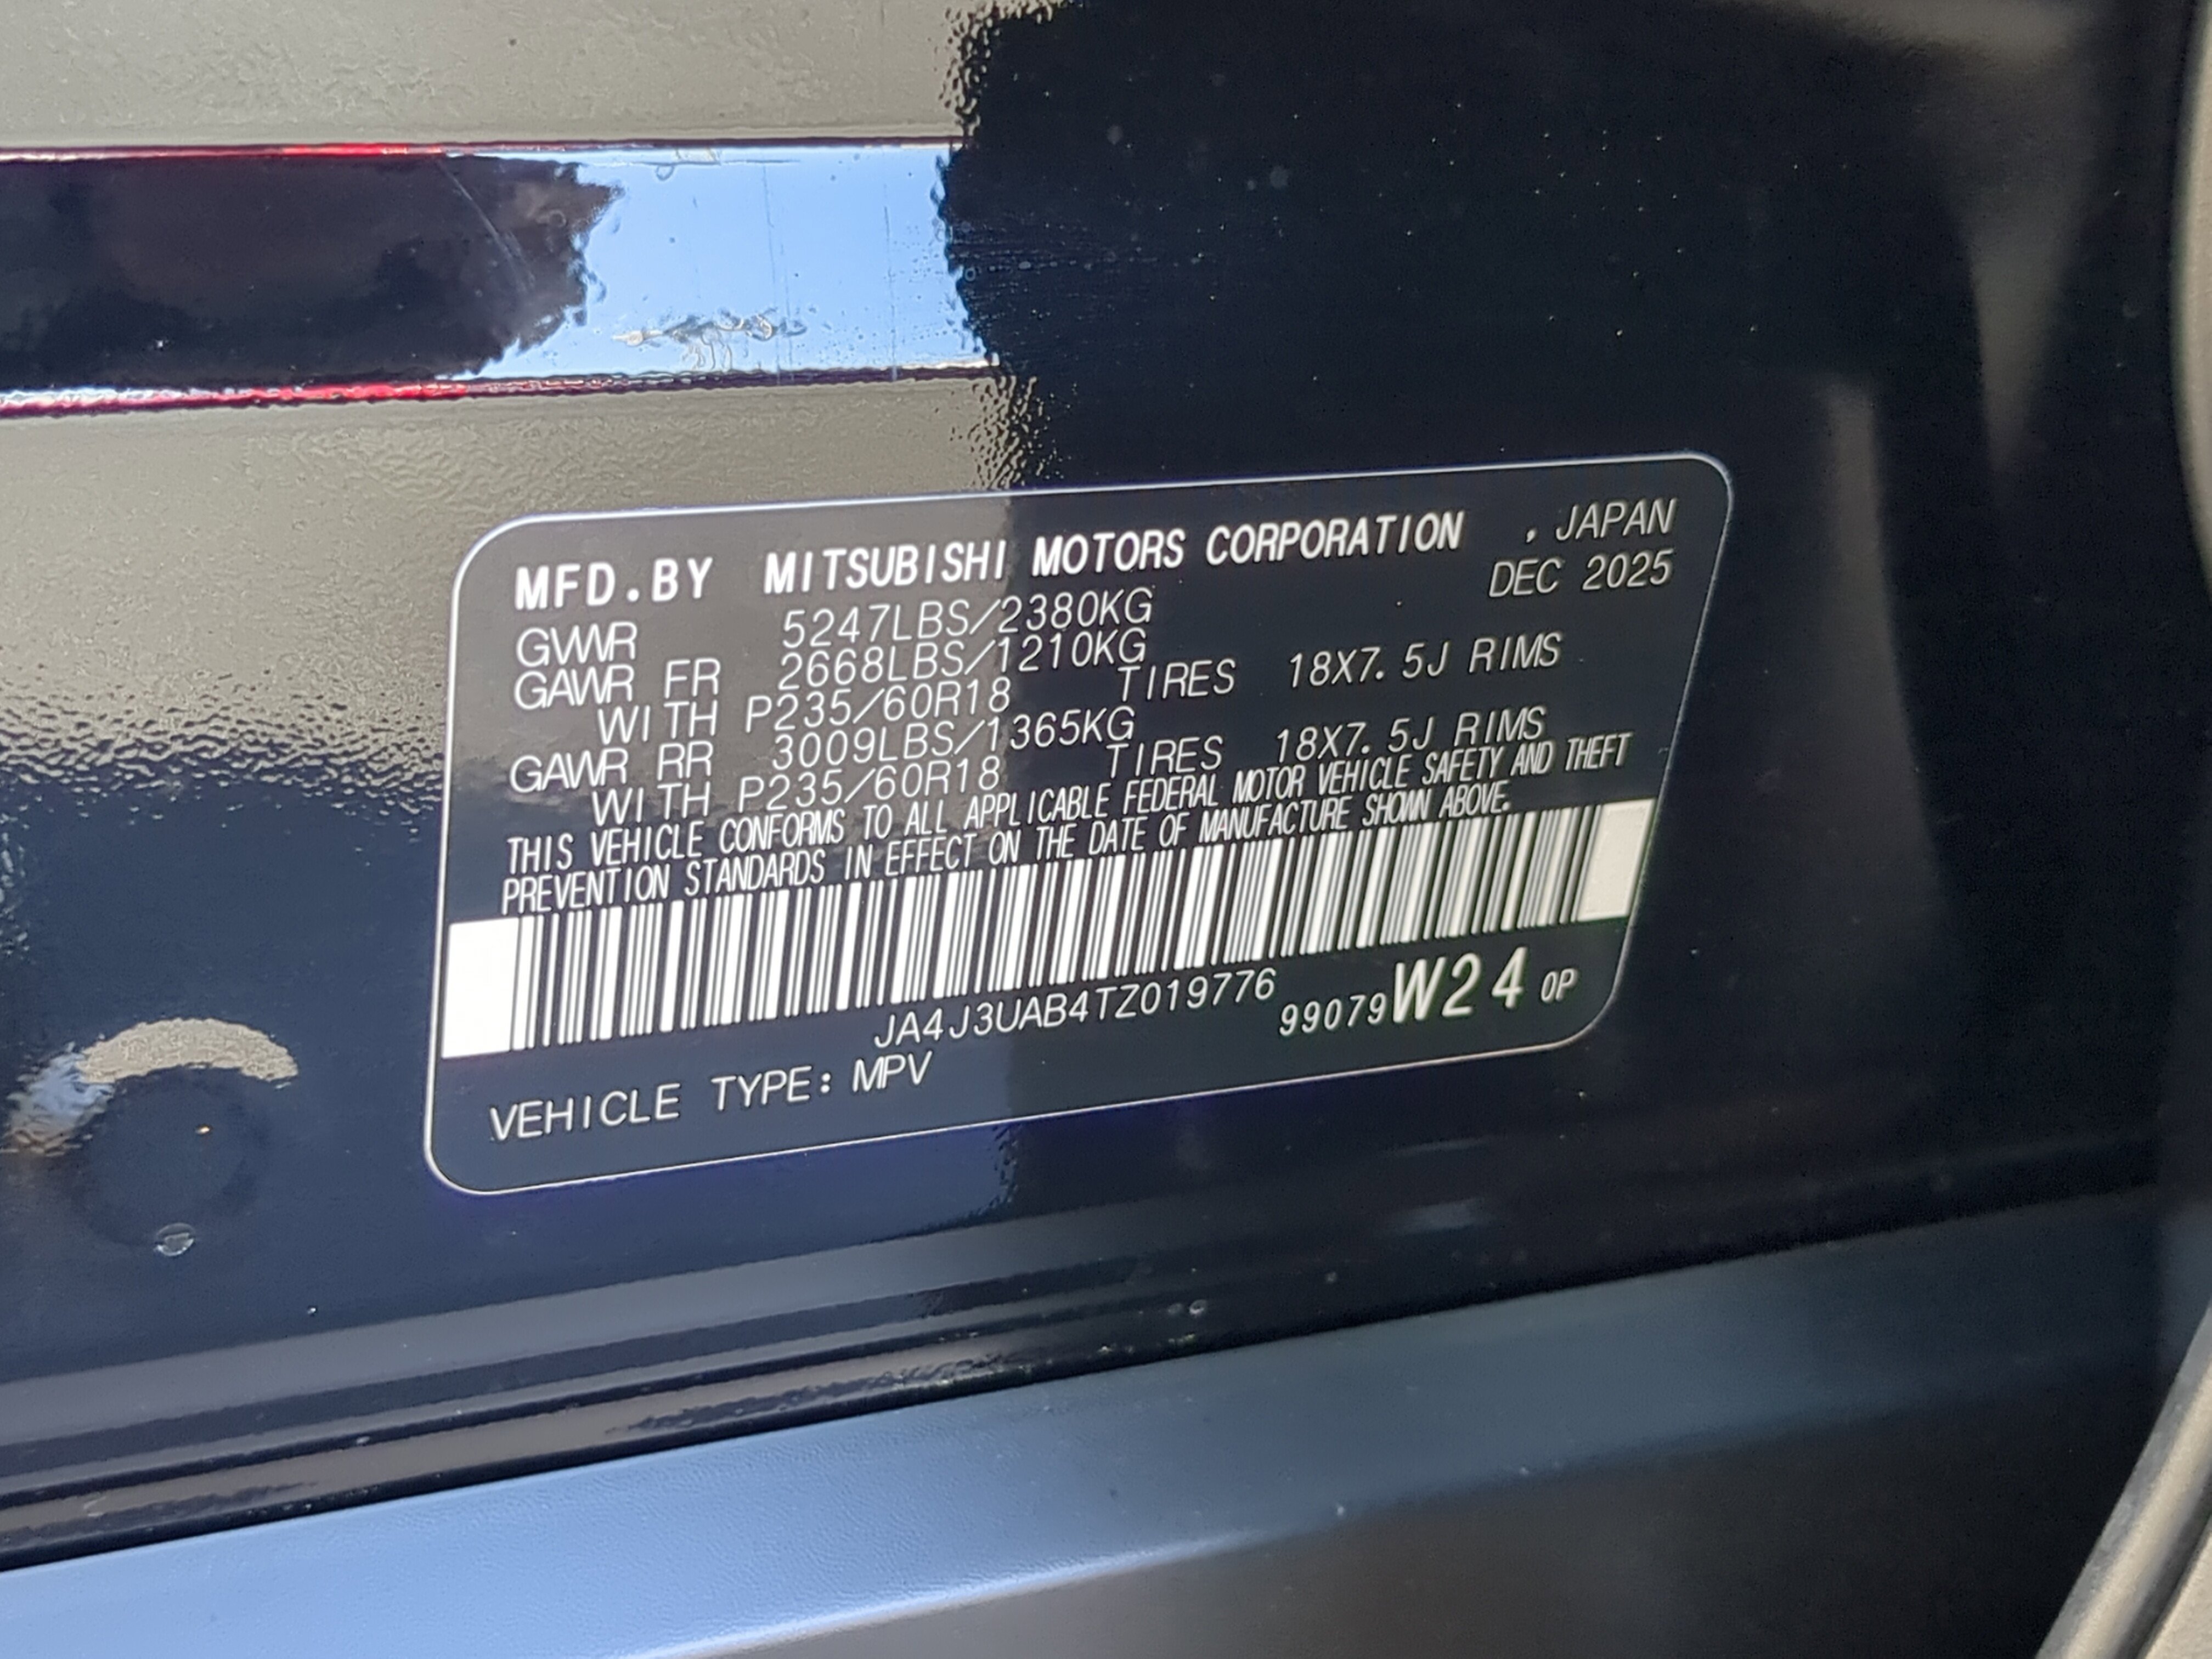 MFD.BY MITSUBISHI MOTORS CORPORATION , JAPAN
DEC 2025
GVWR 5247LBS/2380KG
GAWR FR 2668LBS/1210KG
WITH P235/60R18 TIRES 18X7.5J RIMS
GAWR RR 3009LBS/1365KG
WITH P235/60R18 TIRES 18X7.5J RIMS
THIS VEHICLE CONFORMS TO ALL APPLICABLE FEDERAL MOTOR VEHICLE SAFETY AND THEFT
PREVENTION STANDARDS IN EFFECT ON THE DATE OF MANUFACTURE SHOWN ABOVE.
JA4J3UAB4TZ019776
99079W24 OP
VEHICLE TYPE: MPV